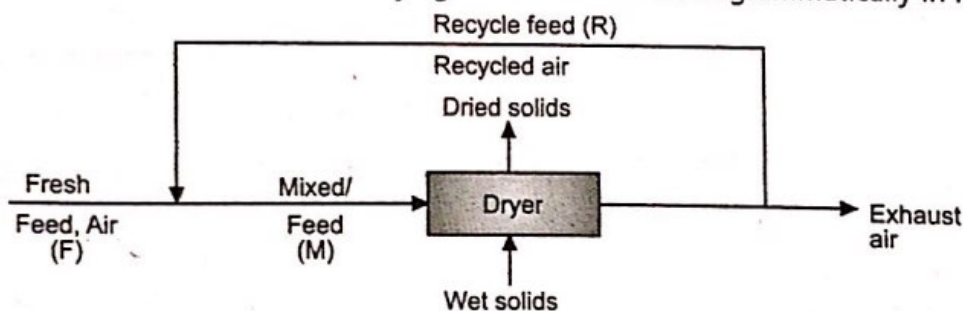 Recycle feed (R)
Recycled air
Dried solids
Fresh
Mixed/
Dryer
Feed, Air
(F)
Feed
(M)
Exhaust
air
Wet solids